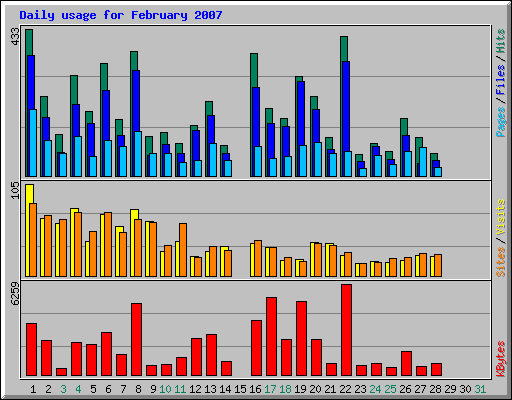 Daily usage for February 2007
433
Pages / Files / Hits
105
Sites / Visits
6259
KBytes
1 2 3 4 5 6 7 8 9 10 11 12 13 14 15 16 17 18 19 20 21 22 23 24 25 26 27 28 29 30 31